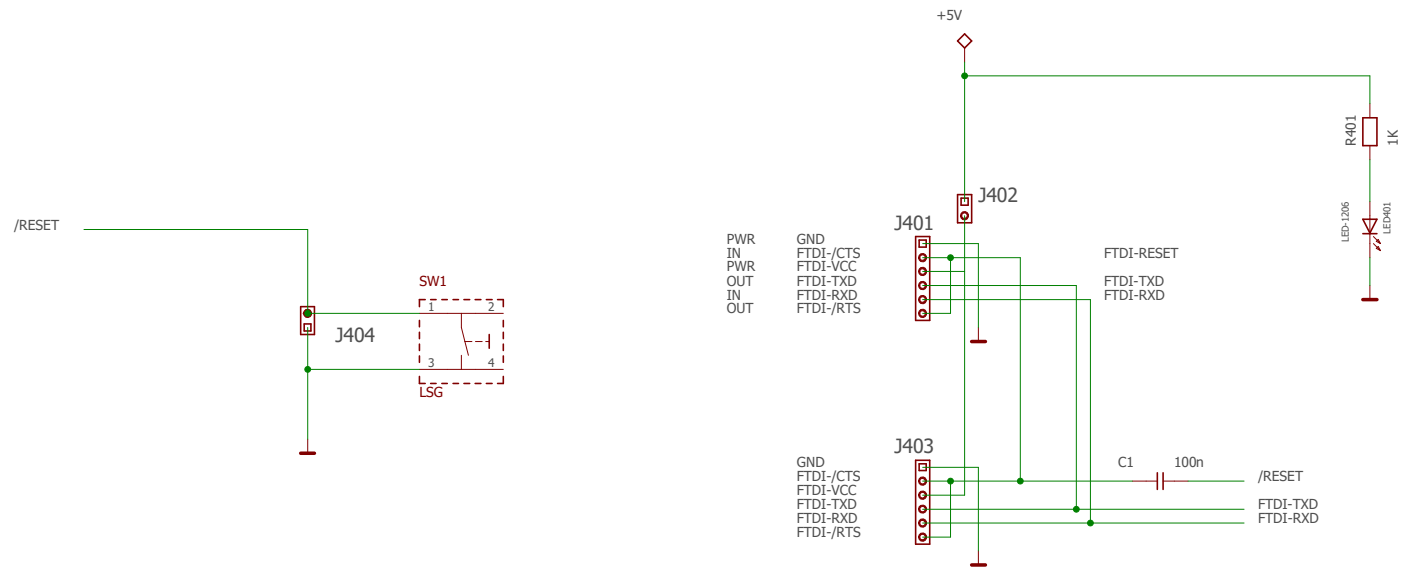 +5V
R401
1K
J402
LED-1206
LED401
/RESET
J401
PWR GND
IN FTDI-/CTS FTDI-RESET
PWR FTDI-VCC
OUT FTDI-TXD FTDI-TXD
IN FTDI-RXD FTDI-RXD
OUT FTDI-/RTS
SW1
1 2
J404
3 4
LSG
J403
GND C1 100n
FTDI-/CTS /RESET
FTDI-VCC
FTDI-TXD FTDI-TXD
FTDI-RXD FTDI-RXD
FTDI-/RTS